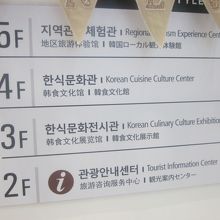 5F 지역관광체험관 | Regional Tourism Experience Cen
地区旅游体验馆 | 韓国ローカル観光体験館
4F 한식문화관 | Korean Cuisine Culture Center
韩食文化馆 | 韓食文化館
3F 한식문화전시관 | Korean Culinary Culture Exhibition
韩食文化展览馆 | 韓食文化展示館
2F i 관광안내센터 | Tourist Information Center
旅游咨询服务中心 | 観光案内センター